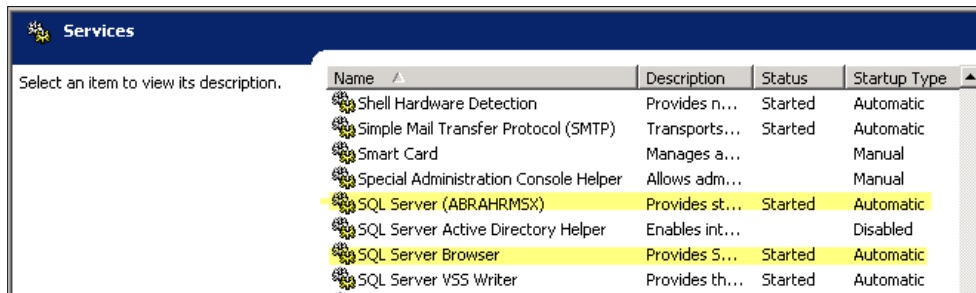 Services
Select an item to view its description.
Name Description Status Startup Type
Shell Hardware Detection Provides n... Started Automatic
Simple Mail Transfer Protocol (SMTP) Transports... Started Automatic
Smart Card Manages a... Manual
Special Administration Console Helper Allows adm... Manual
SQL Server (ABRAHRMSX) Provides st... Started Automatic
SQL Server Active Directory Helper Enables int... Disabled
SQL Server Browser Provides S... Started Automatic
SQL Server VSS Writer Provides th... Started Automatic